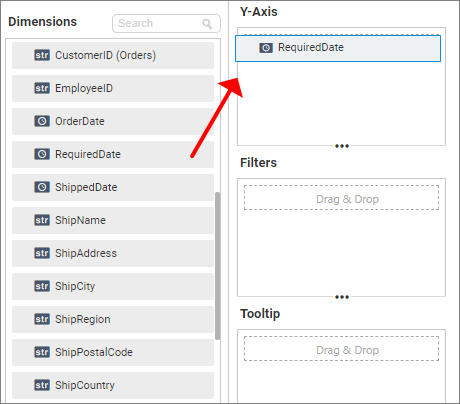 Dimensions
Search
str CustomerID (Orders)
str EmployeeID
OrderDate
RequiredDate
ShippedDate
str ShipName
str ShipAddress
str ShipCity
str ShipRegion
str ShipPostalCode
str ShipCountry
Y-Axis
RequiredDate
Filters
Drag & Drop
Tooltip
Drag & Drop